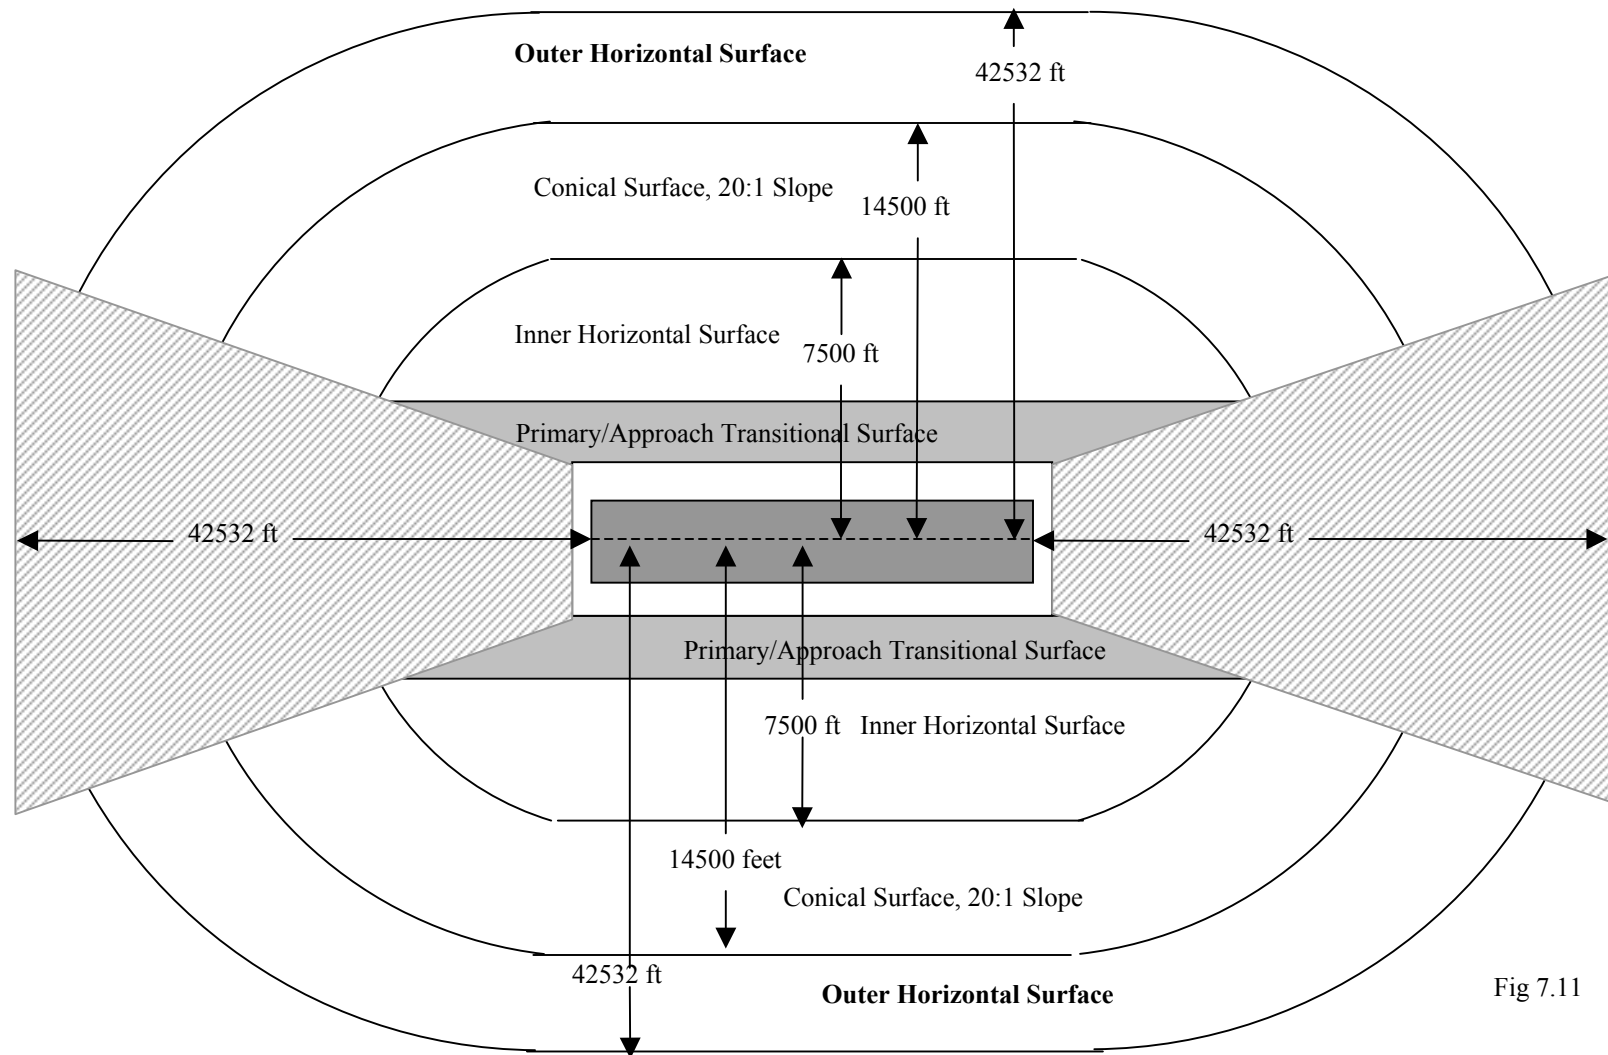 Outer Horizontal Surface
42532 ft
Conical Surface, 20:1 Slope
14500 ft
Inner Horizontal Surface
7500 ft
Primary/Approach Transitional Surface
42532 ft
42532 ft
Primary/Approach Transitional Surface
7500 ft
Inner Horizontal Surface
14500 feet
Conical Surface, 20:1 Slope
42532 ft
Outer Horizontal Surface
Fig 7.11